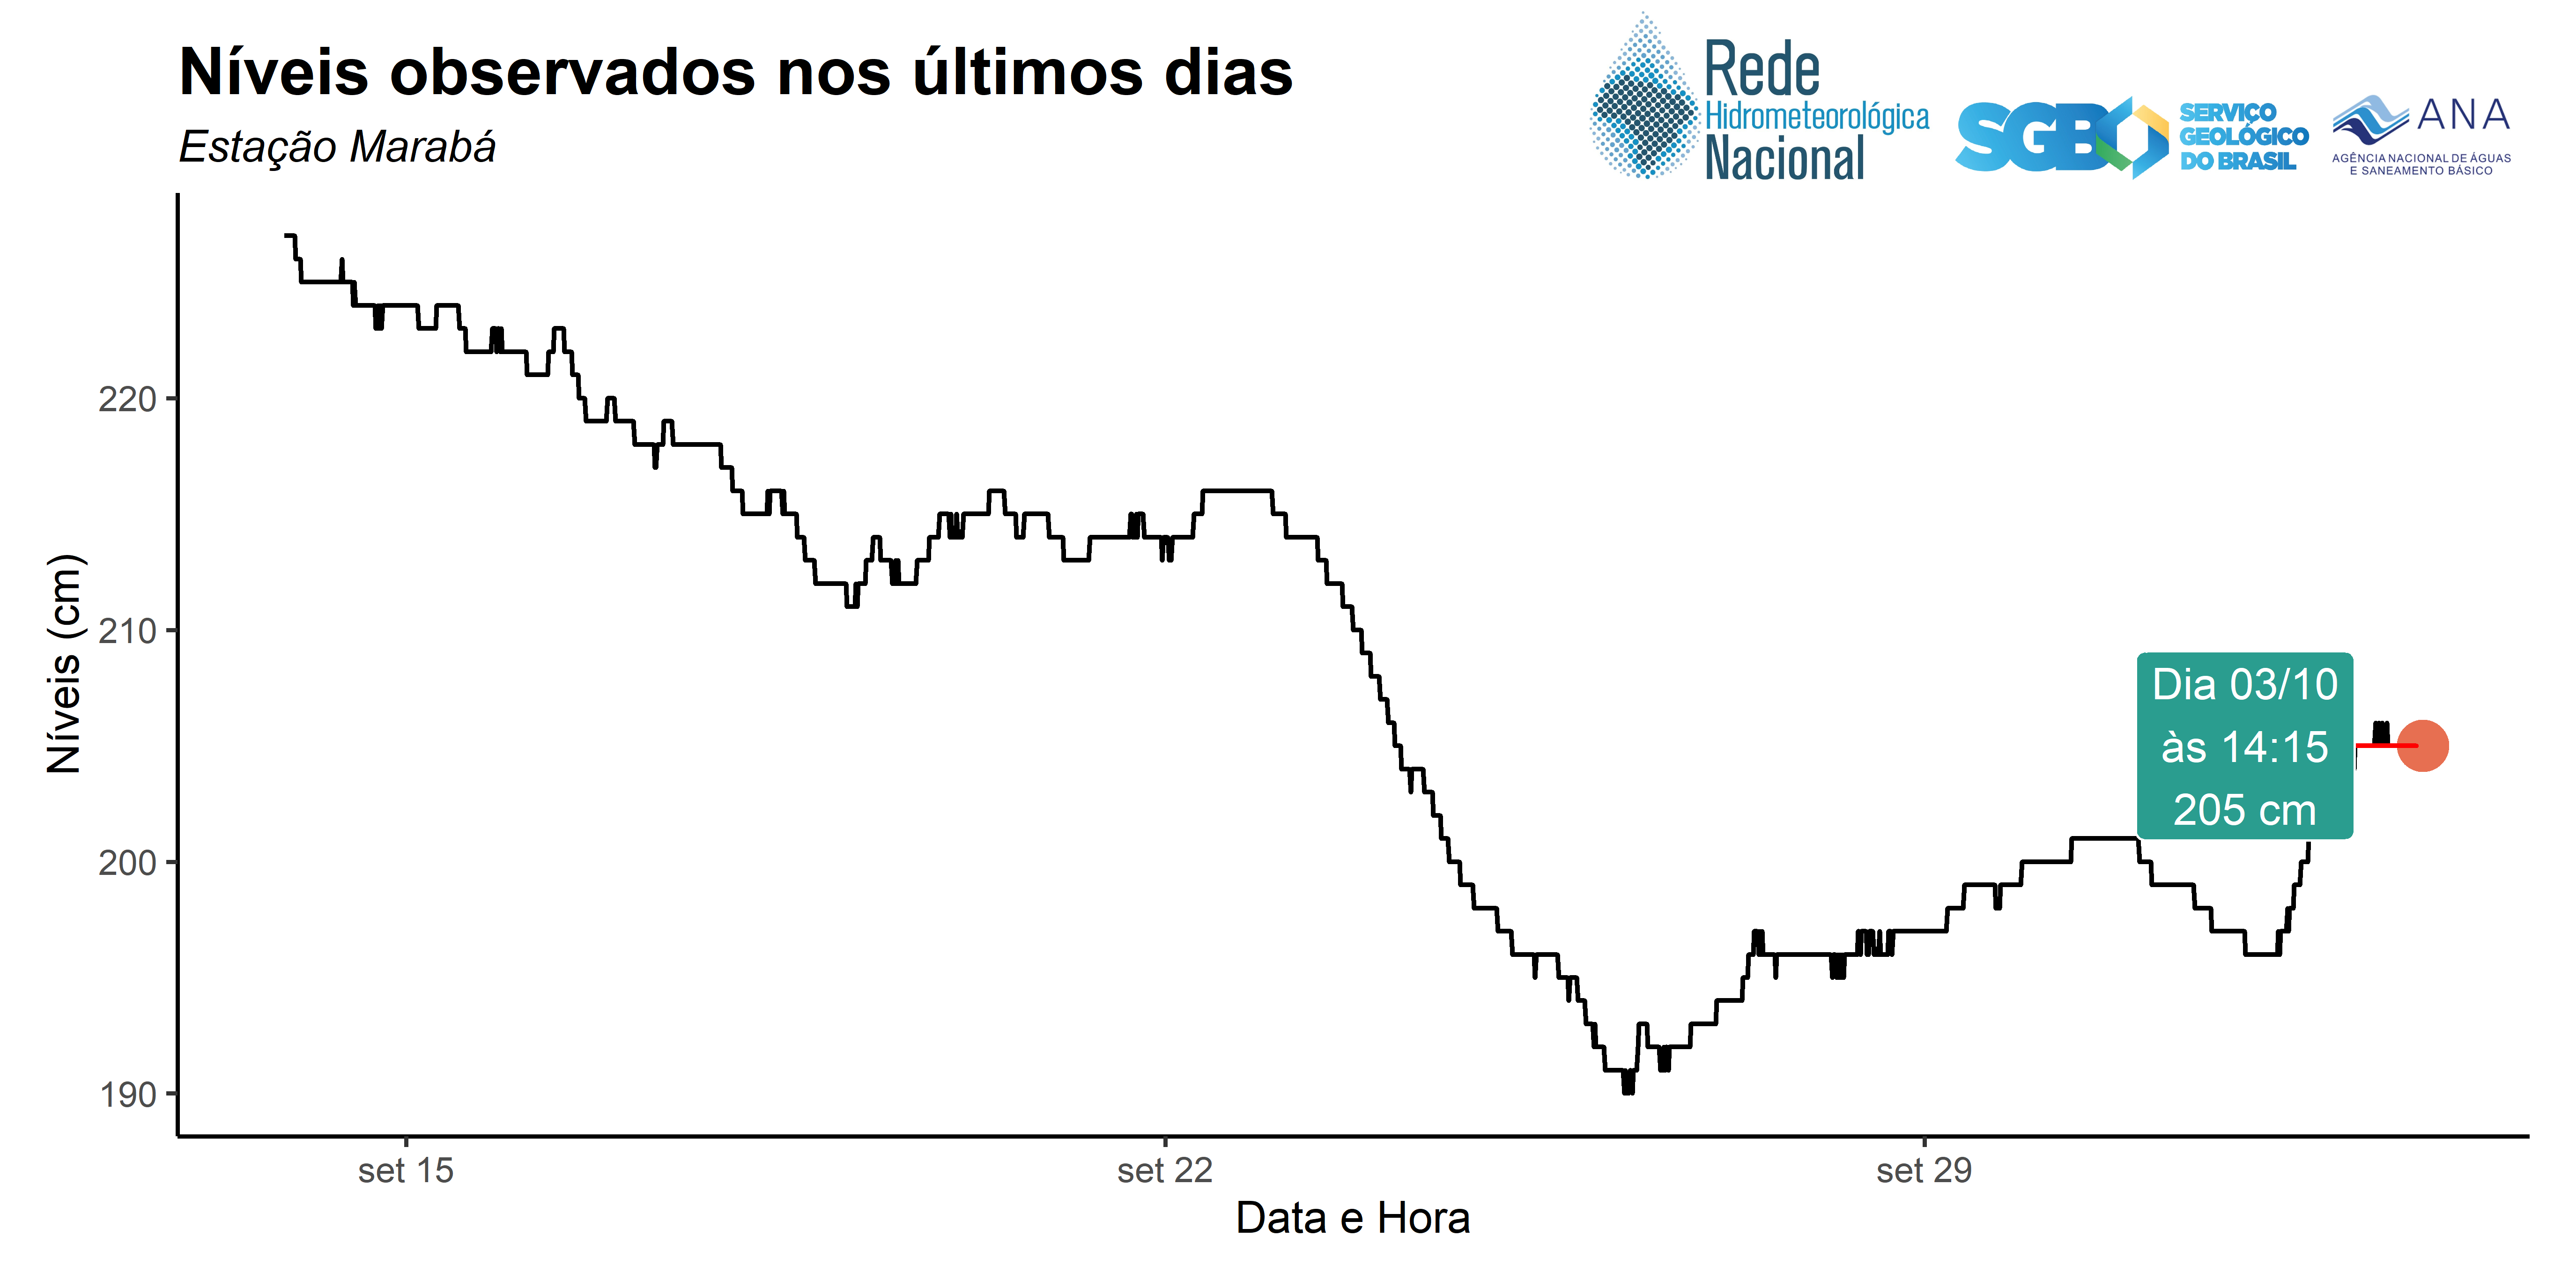 Níveis observados nos últimos dias
Estação Marabá
Rede
Hidrometeorológica
Nacional
SGB
SERVIÇO
GEOLÓGICO
DO BRASIL
ANA
AGÊNCIA NACIONAL DE ÁGUAS
E SANEAMENTO BÁSICO
Níveis (cm)
220
210
200
190
Dia 03/10
às 14:15
205 cm
set 15
set 22
set 29
Data e Hora